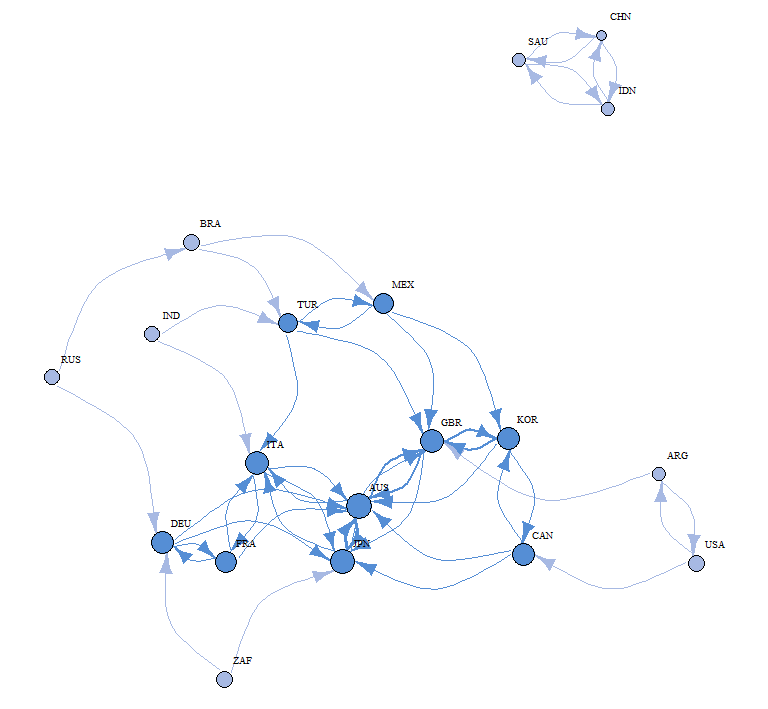 CHN
SAU
IDN
BRA
MEX
TUR
IND
RUS
KOR
GBR
ITA
ARG
AUS
DEU
CAN
FRA
JPN
USA
ZAF